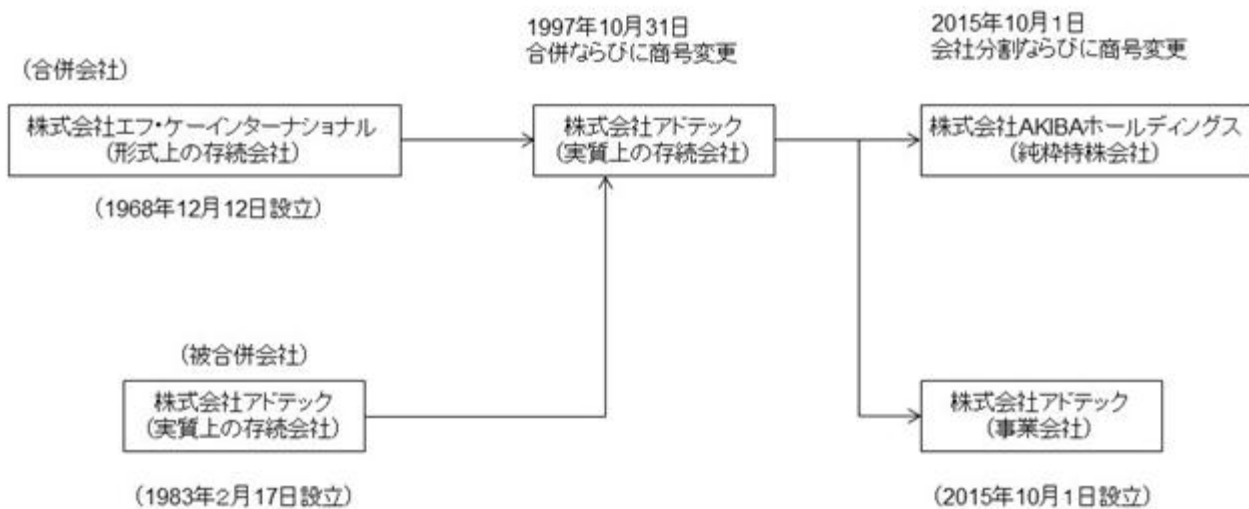 (合併会社)
株式会社エフ・ケーインターナショナル
(形式上の存続会社)
(1968年12月12日設立)
(被合併会社)
株式会社アドテック
(実質上の存続会社)
(1983年2月17日設立)
1997年10月31日
合併ならびに商号変更
株式会社アドテック
(実質上の存続会社)
2015年10月1日
会社分割ならびに商号変更
株式会社AKIBAホールディングス
(純粋持株会社)
株式会社アドテック
(事業会社)
(2015年10月1日設立)